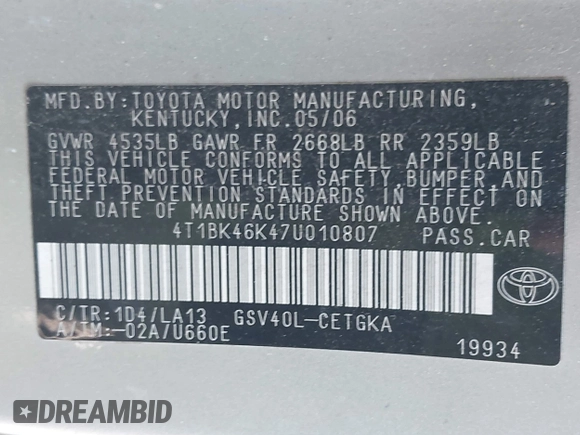 MFD.BY:TOYOTA MOTOR MANUFACTURING,
KENTUCKY,INC.05/06
GVWR 4535LB GAWR FR 2668LB RR 2359LB
THIS VEHICLE CONFORMS TO ALL APPLICABLE
FEDERAL MOTOR VEHICLE SAFETY,BUMPER,AND
THEFT PREVENTION STANDARDS IN EFFECT ON
THE DATE OF MANUFACTURE SHOWN ABOVE.
4T1BK46K47U010807 PASS.CAR
C/TR:1D4/LA13 GSV40L-CETGKA
A/TM:-02A/U660E
19934
DREAMBID